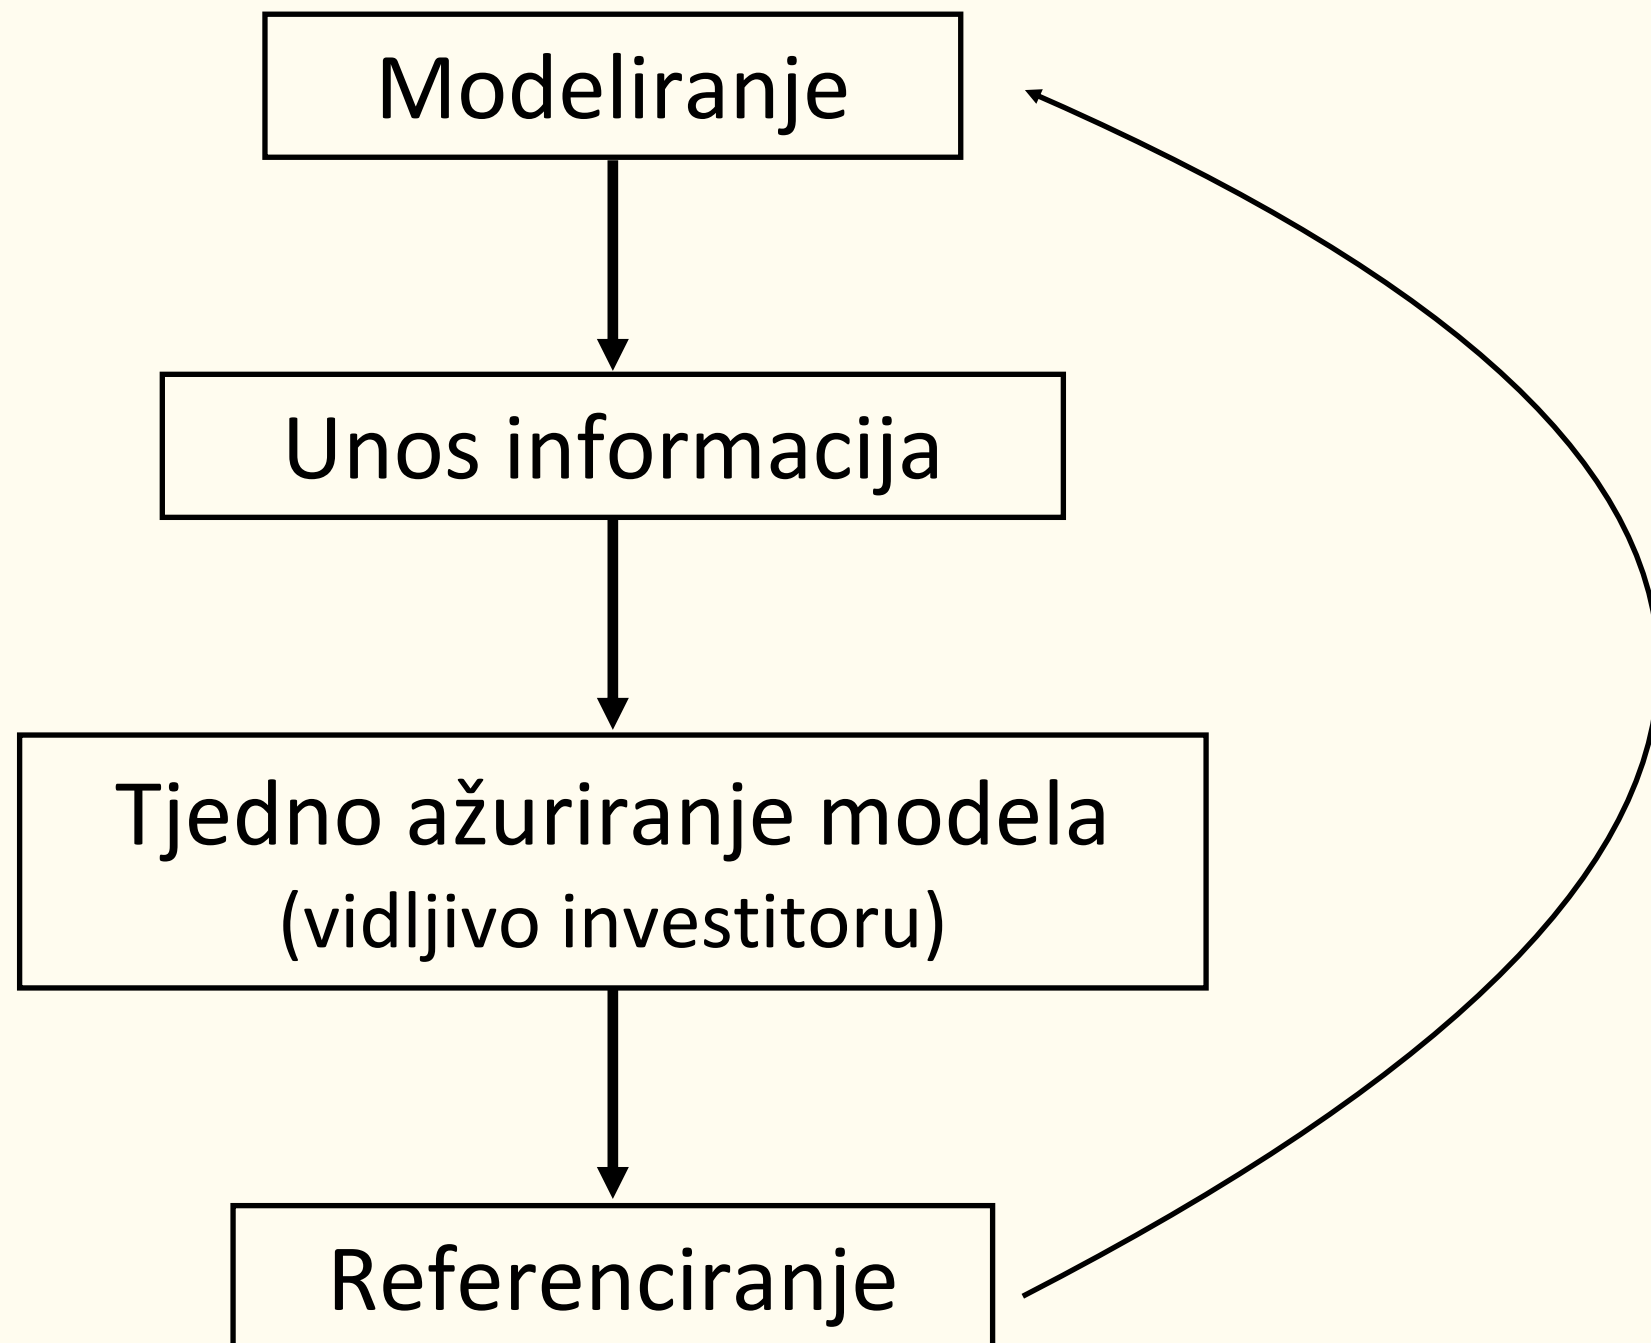 Modeliranje
Unos informacija
Tjedno ažuriranje modela
(vidljivo investitoru)
Referenciranje